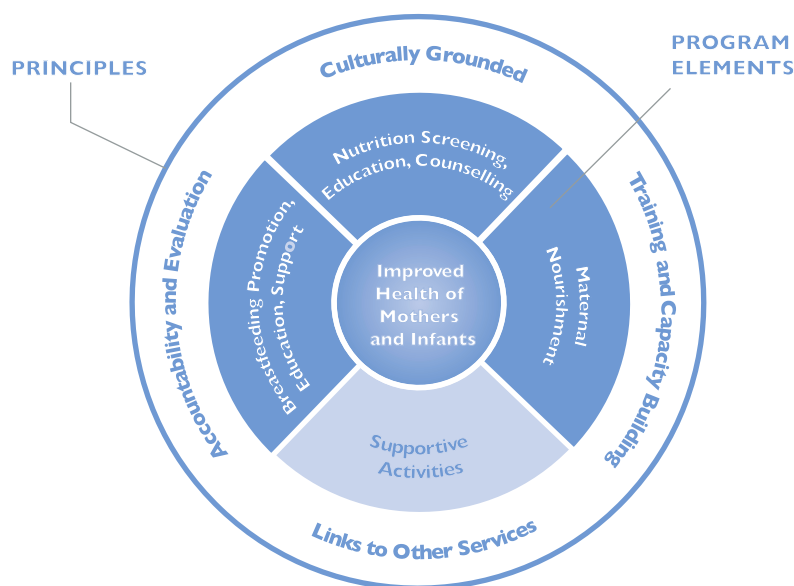 PRINCIPLES
PROGRAM
ELEMENTS
Culturally Grounded
Nutrition Screening,
Education, Counselling
Accountability and Evaluation
Breastfeeding Promotion,
Education, Support
Improved
Health of
Mothers
and Infants
Maternal
Nourishment
Training and Capacity Building
Supportive
Activities
Links to Other Services